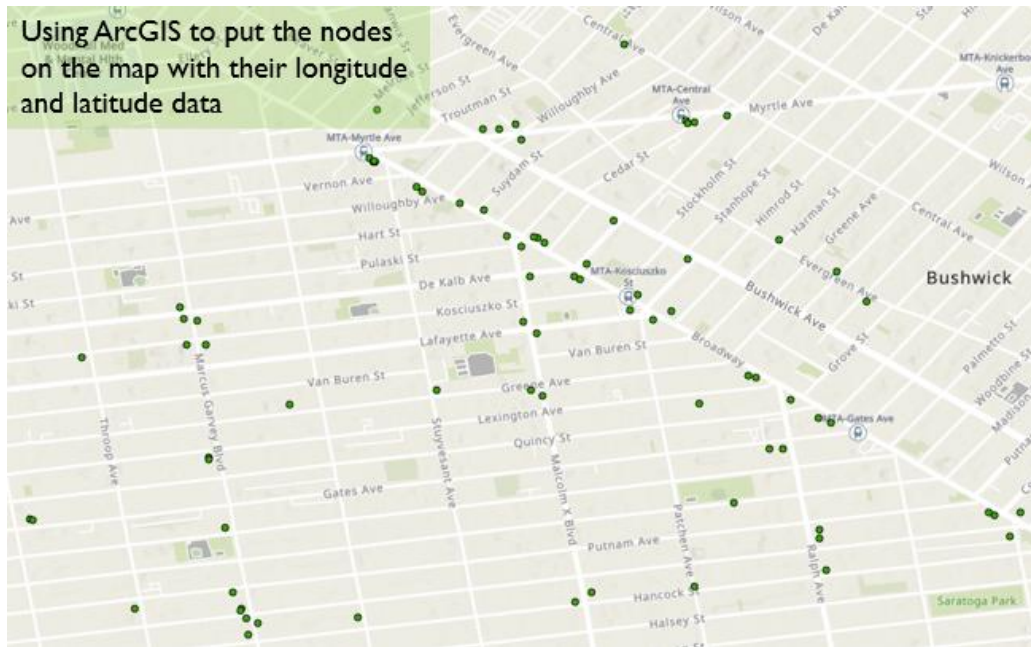 Using ArcGIS to put the nodes
on the map with their longitude
and latitude data
Evergreen Ave
Central Ave
Wilson Ave
De Ka
MTA-Knickerbo
Ave
Jefferson St
Troutman St
Willoughby Ave
MTA-Central
Ave
Myrtle Ave
MTA-Myrtle Ave
Vernon Ave
Willoughby Ave
Suydam St
Cedar St
Stockholm St
Stanhope St
Himrod St
Harman St
Greene Ave
Central Ave
Wilson
Ave
Hart St
Pulaski St
St
De Kalb Ave
MTA-Kosciuszko
St
Evergreen Ave
Bushwick
ki St
Kosciuszko St
Bushwick Ave
Lafayette Ave
Van Buren St
Broadway
Grove St
Palmetto St
Woodbine St
Madison
Putna
Marcus Garvey Blvd
Van Buren St
Greene Ave
Lexington Ave
Quincy St
MTA-Gates Ave
Throop Ave
Stuyvesant Ave
Malcolm X Blvd
Gates Ave
Patchen Ave
Putnam Ave
Ralph Ave
Hancock St
Halsey St
Saratoga Park